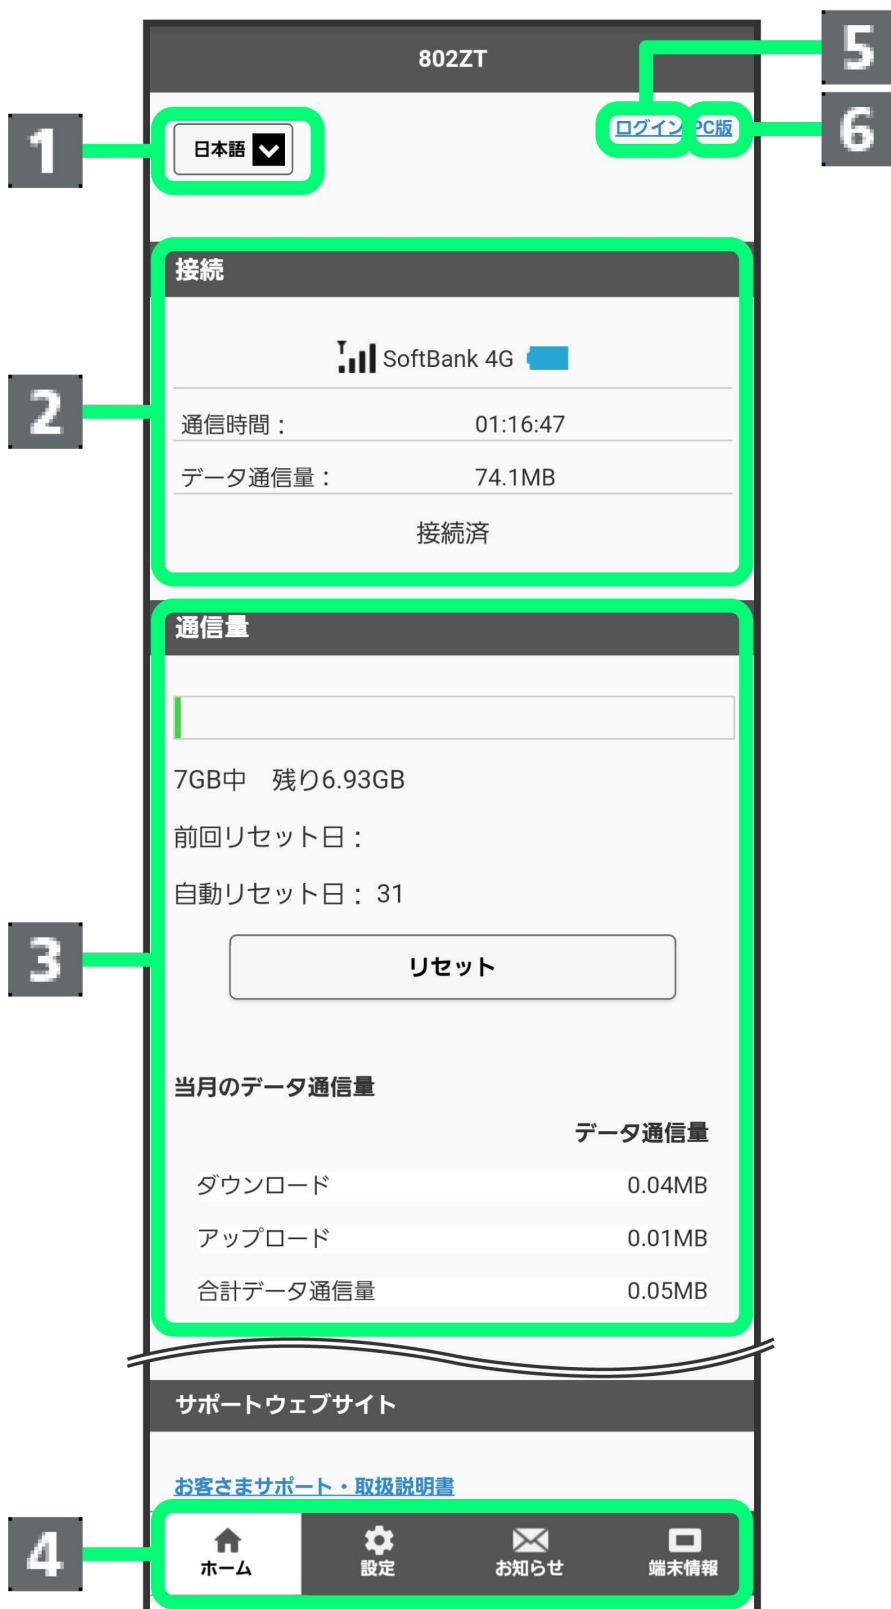 802ZT
5
ログイン PC版
6
1
日本語
接続
SoftBank 4G
2
通信時間： 01:16:47
データ通信量： 74.1MB
接続済
通信量
7GB中 残り6.93GB
前回リセット日：
自動リセット日： 31
3
リセット
当月のデータ通信量
データ通信量
ダウンロード 0.04MB
アップロード 0.01MB
合計データ通信量 0.05MB
サポートウェブサイト
お客さまサポート・取扱説明書
4
ホーム 設定 お知らせ 端末情報